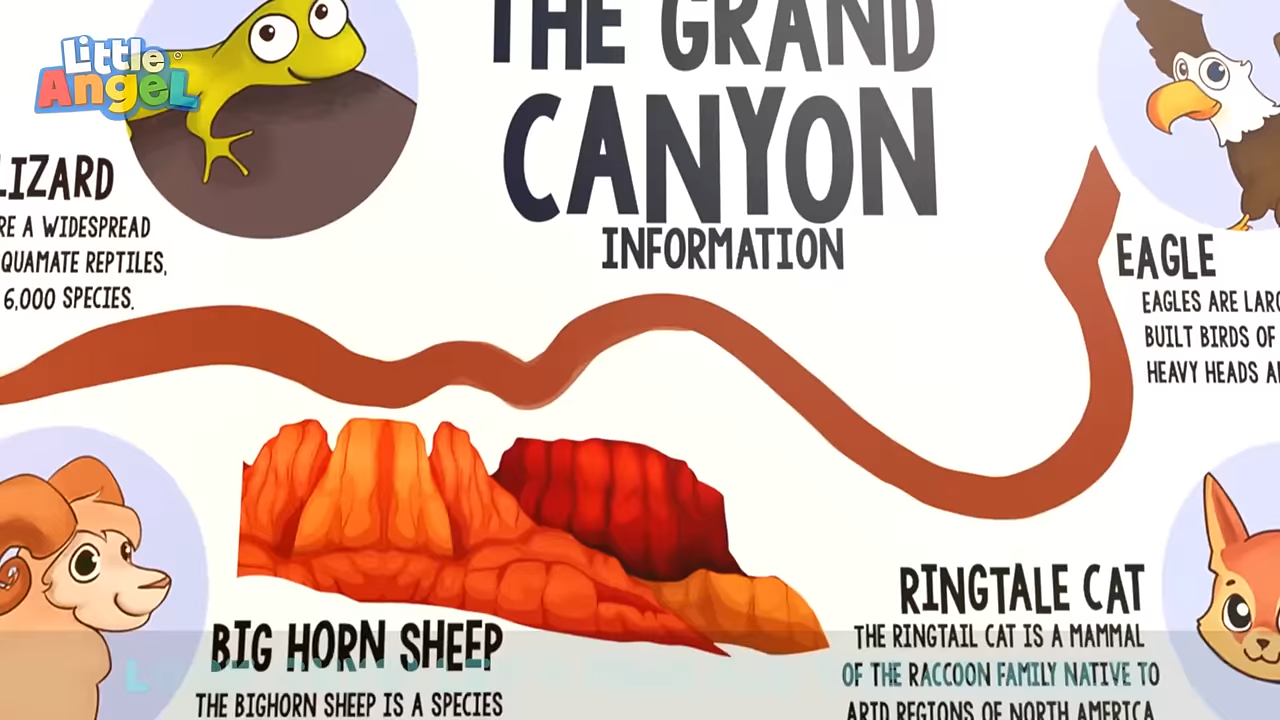 Little
Angel
THE GRAND
CANYON
INFORMATION
LIZARD
RE A WIDESPREAD
QUAMATE REPTILES,
6,000 SPECIES.
EAGLE
EAGLES ARE LARG
BUILT BIRDS OF
HEAVY HEADS A
BIG HORN SHEEP
THE BIGHORN SHEEP IS A SPECIES
RINGTALE CAT
THE RINGTAIL CAT IS A MAMMAL
OF THE RACCOON FAMILY NATIVE TO
ARID REGIONS OF NORTH AMERICA